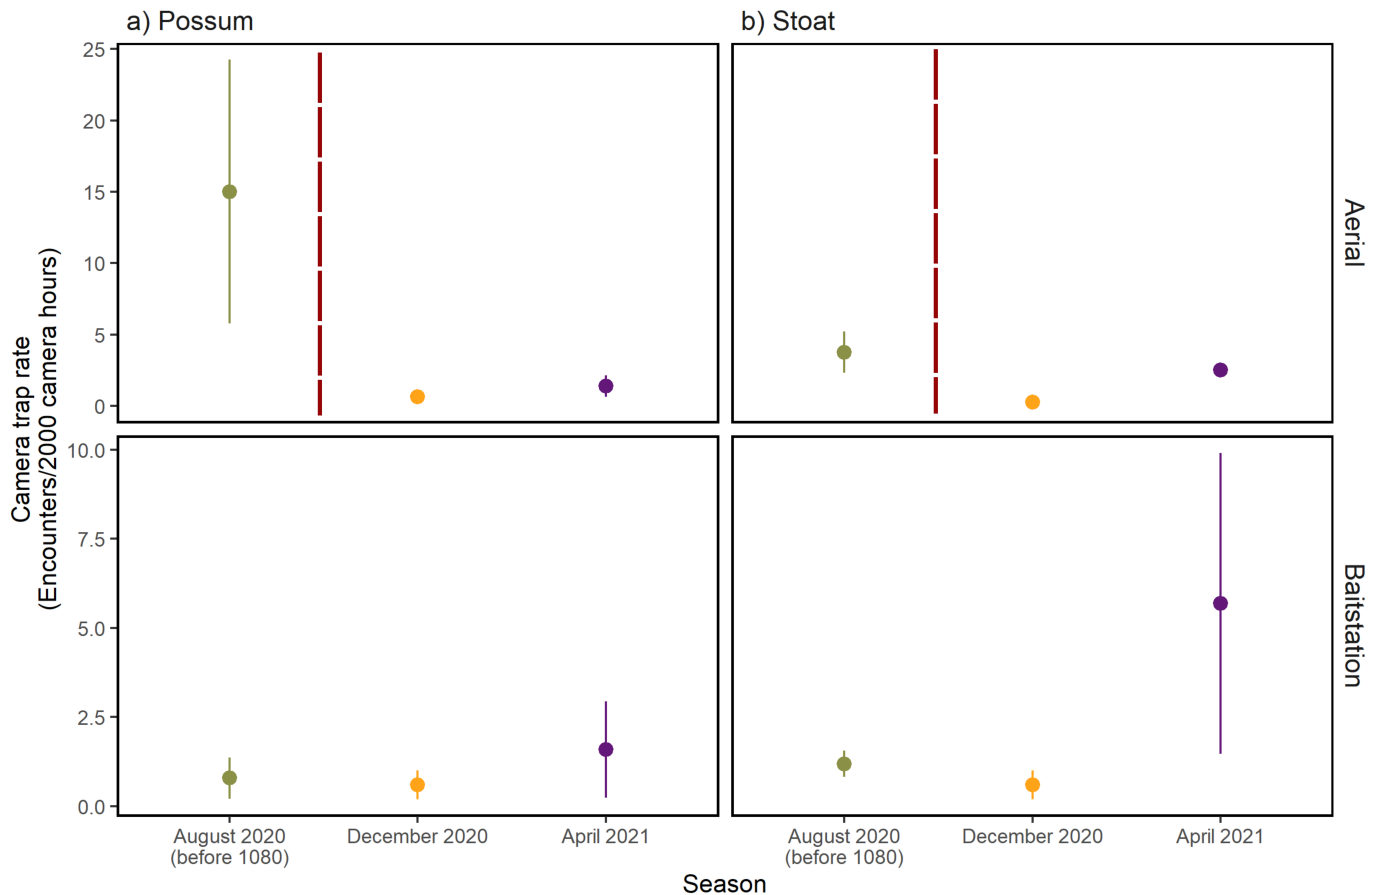 a) Possum
b) Stoat
Camera trap rate
(Encounters/2000 camera hours)
25
20
15
10
5
0
Aerial
10.0
7.5
5.0
2.5
0.0
Baitstation
August 2020
(before 1080)
December 2020
April 2021
August 2020
(before 1080)
December 2020
April 2021
Season